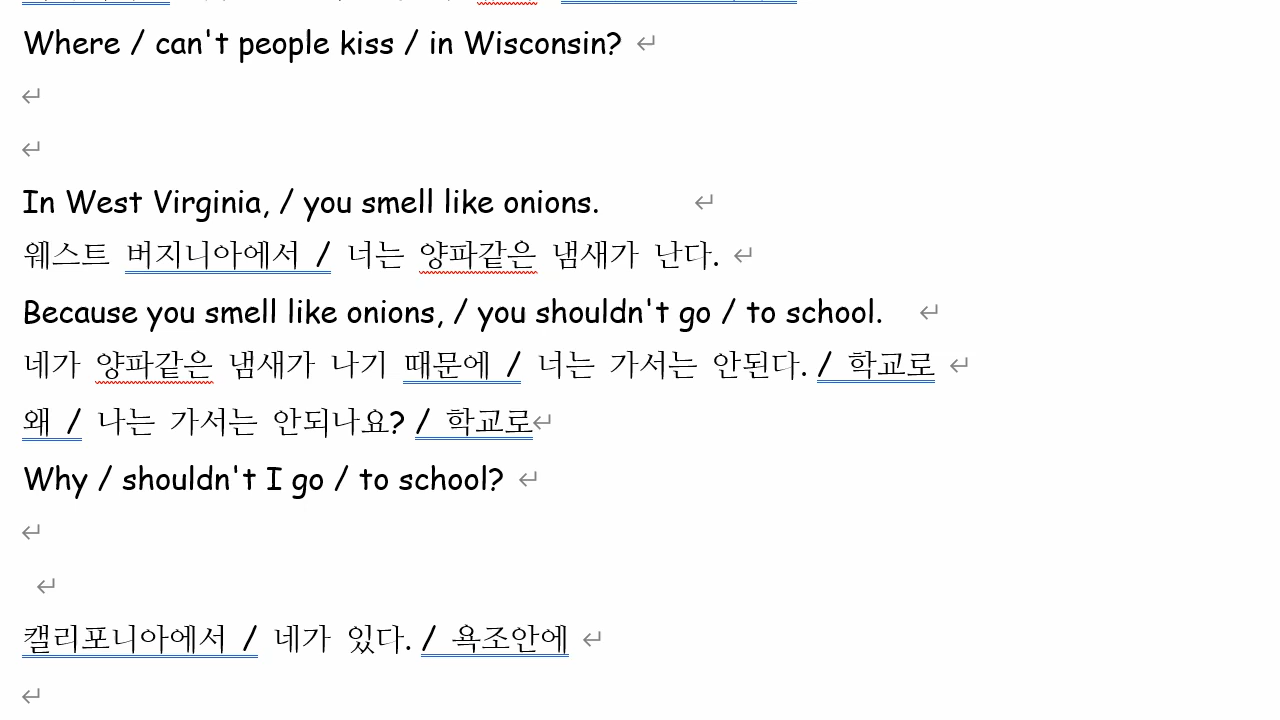 Where / can't people kiss / in Wisconsin?
In West Virginia, / you smell like onions.
웨스트 버지니아에서 / 너는 양파같은 냄새가 난다.
Because you smell like onions, / you shouldn't go / to school.
네가 양파같은 냄새가 나기 때문에 / 너는 가서는 안된다. / 학교로
왜 / 나는 가서는 안되나요? / 학교로
Why / shouldn't I go / to school?
캘리포니아에서 / 네가 있다. / 욕조안에